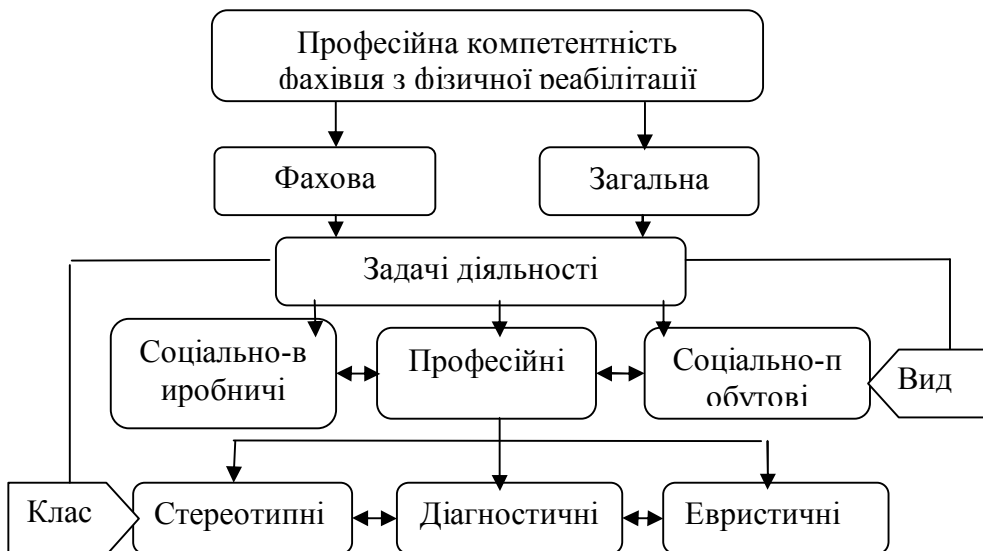 Професійна компетентність
фахівця з фізичної реабілітації
Фахова
Загальна
Задачі діяльності
Соціально-в
иробничі
Професійні
Соціально-п
обутові
Вид
Клас
Стереотипні
Діагностичні
Евристичні